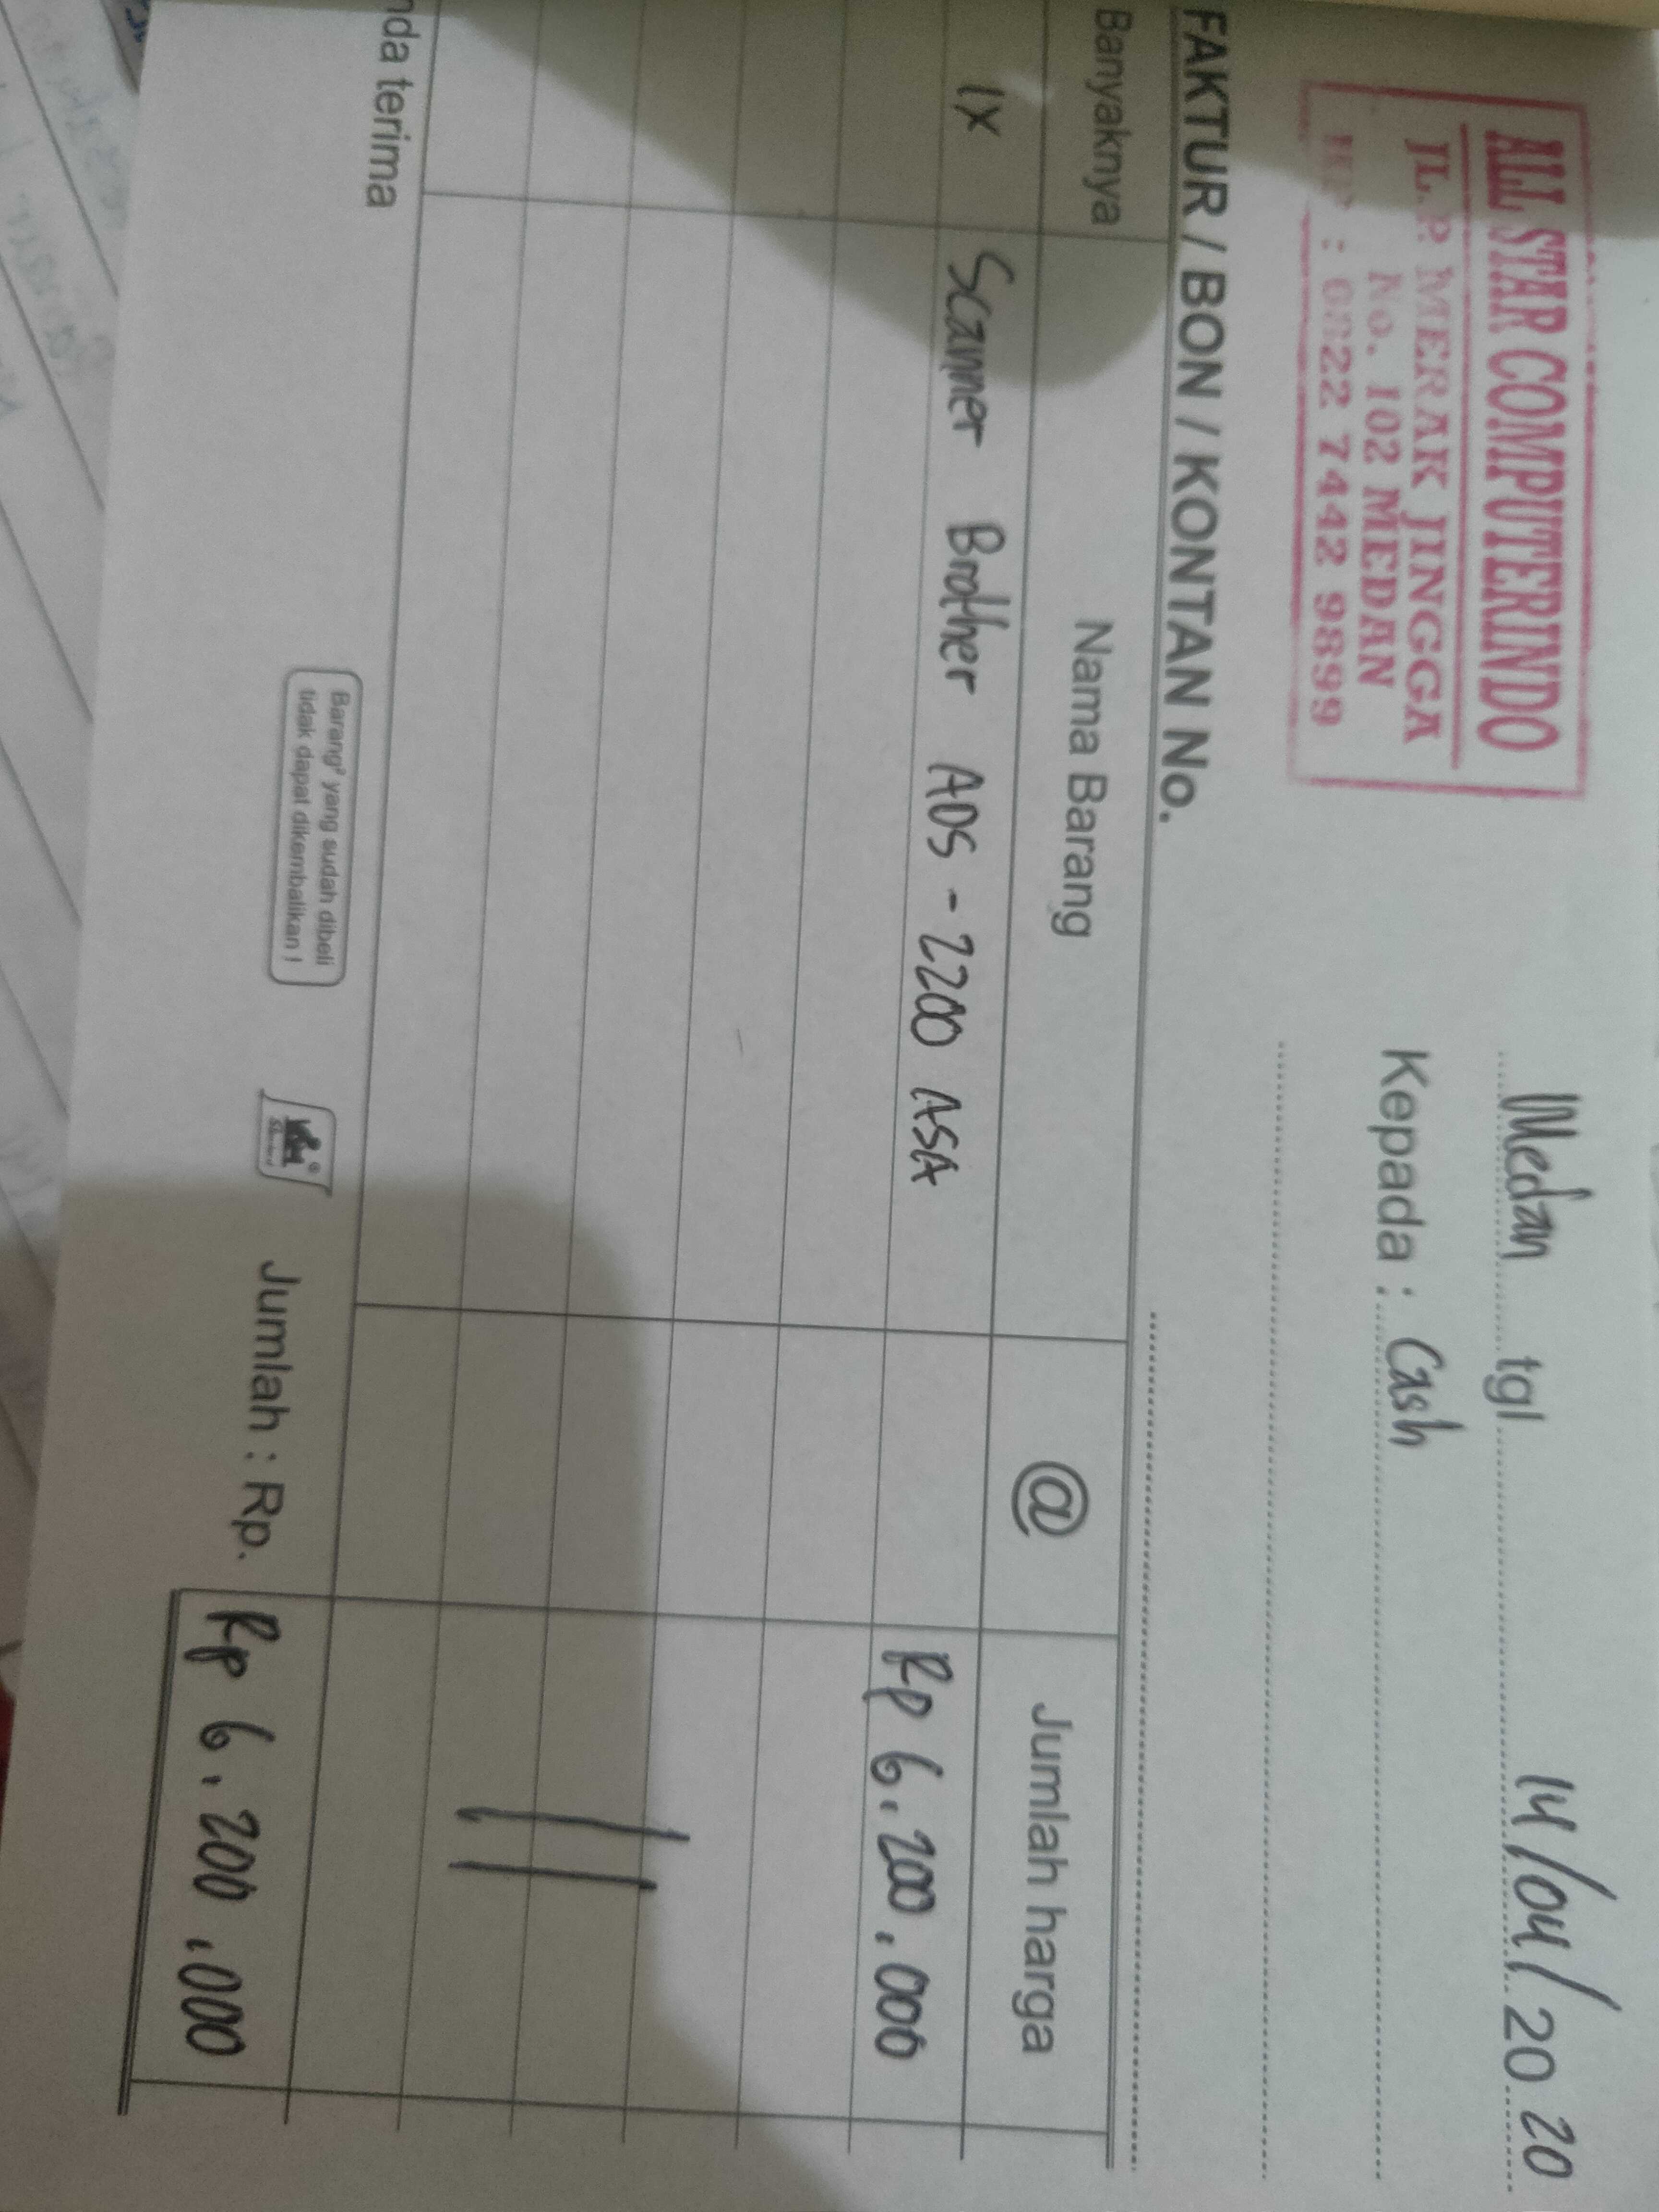 ALL STAR COMPUTERINDO
JL. P. MERAK JINGGA
No. 102 MEDAN
HP : 0822 7442 9899
Medan tgl 14/04/2020
Kepada : Cash
FAKTUR / BON / KONTAN No.
Banyaknya Nama Barang @ Jumlah harga
1x Scanner Brother ADS - 2200 ASA Rp 6.200.000
nda terima
Barang² yang sudah dibeli
tidak dapat dikembalikan !
Jumlah : Rp. Rp 6.200.000